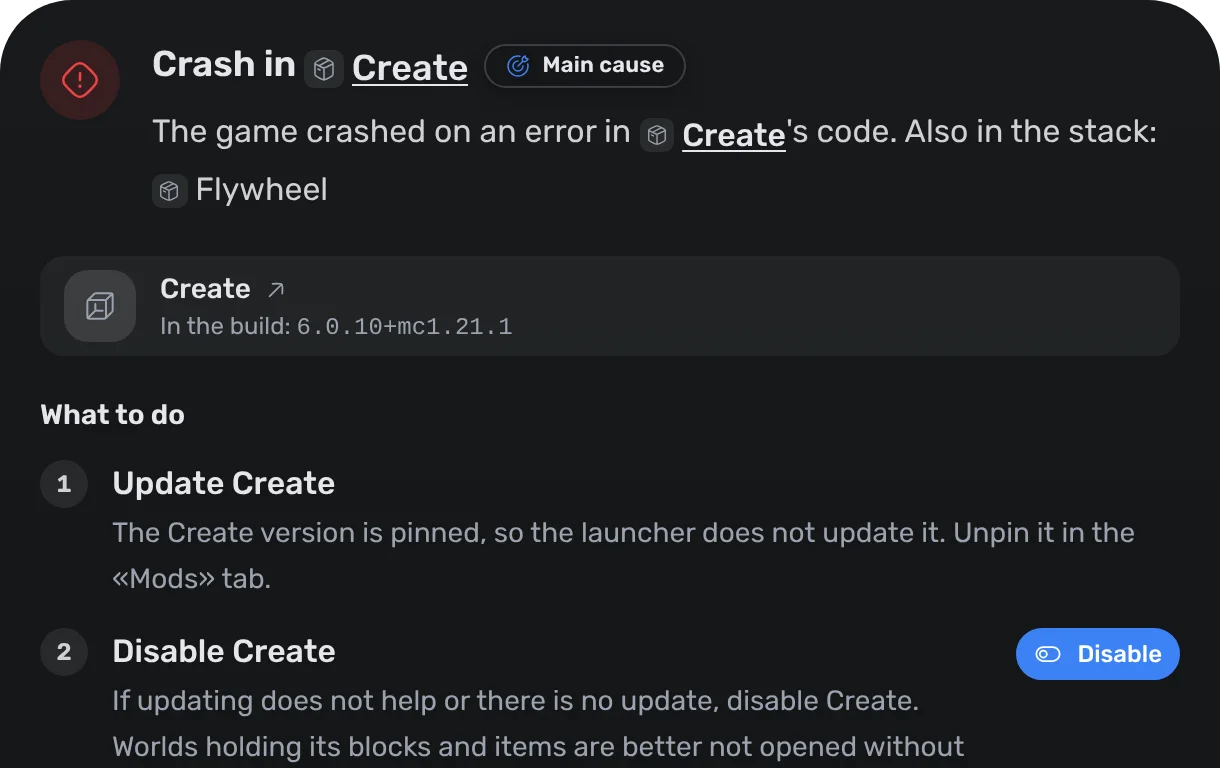 Crash in Create Main cause
The game crashed on an error in Create's code. Also in the stack:
Flywheel
Create ↗
In the build: 6.0.10+mc1.21.1
What to do
1 Update Create
The Create version is pinned, so the launcher does not update it. Unpin it in the
«Mods» tab.
2 Disable Create Disable
If updating does not help or there is no update, disable Create.
Worlds holding its blocks and items are better not opened without